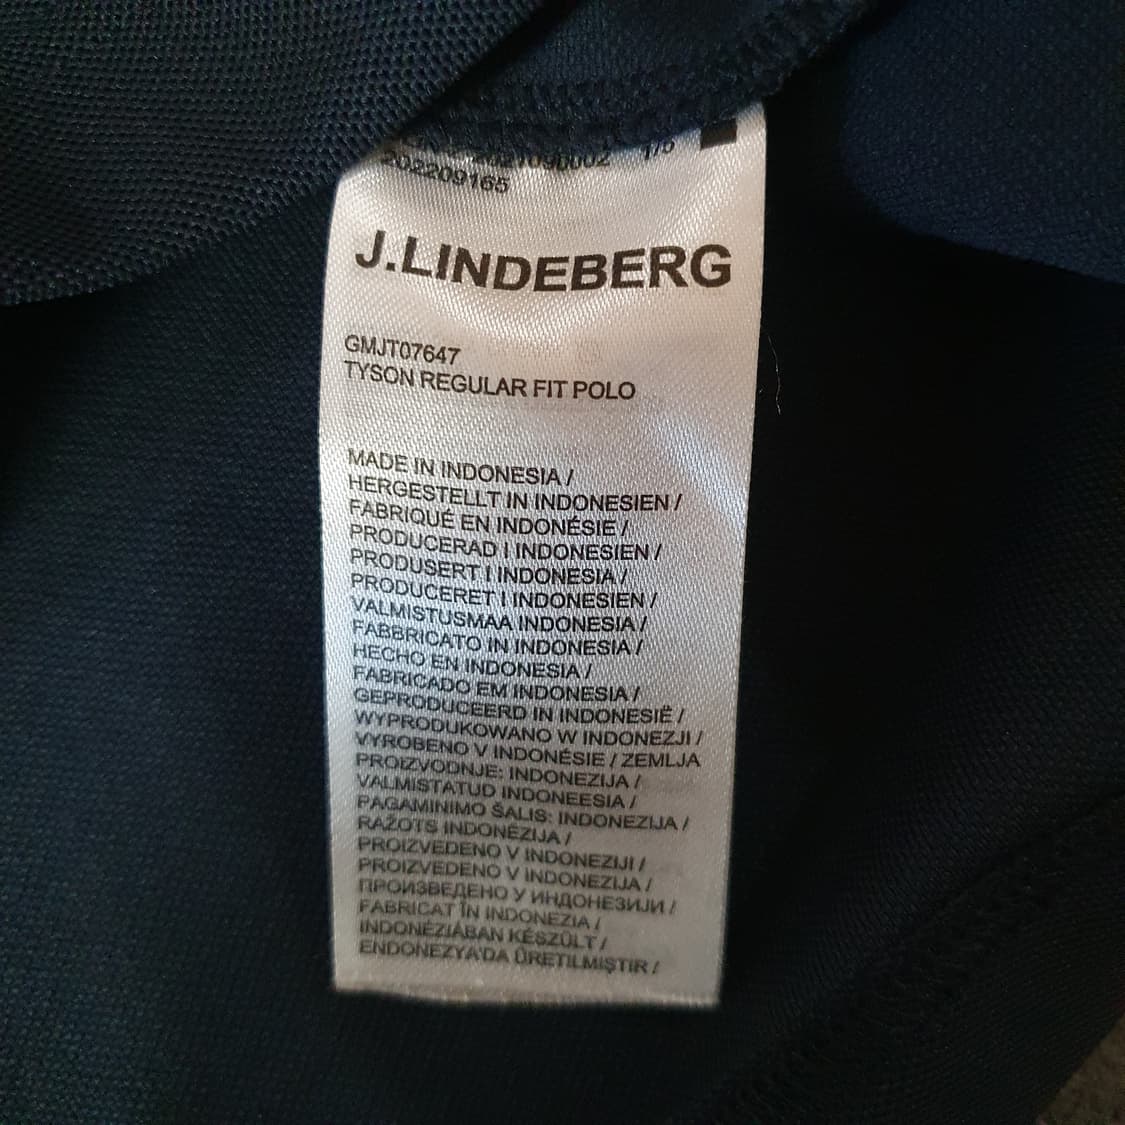 1/5
202209165
J.LINDEBERG
GMJT07647
TYSON REGULAR FIT POLO
MADE IN INDONESIA /
HERGESTELLT IN INDONESIEN /
FABRIQUÉ EN INDONÉSIE /
PRODUCERAD I INDONESIEN /
PRODUSERT I INDONESIA /
PRODUCERET I INDONESIEN /
VALMISTUSMAA INDONESIA /
FABBRICATO IN INDONESIA /
HECHO EN INDONESIA /
FABRICADO EM INDONESIA /
GEPRODUCEERD IN INDONESIË /
WYPRODUKOWANO W INDONEZJI /
VYROBENO V INDONÉSIE / ZEMLJA
PROIZVODNJE: INDONEZIJA /
VALMISTATUD INDONEESIA /
PAGAMINIMO ŠALIS: INDONEZIJA /
RAŽOTS INDONĒZIJA /
PROIZVEDENO V INDONEZIJI /
PROIZVEDENO V INDONEZIJA /
ПРОИЗВЕДЕНО У ИНДОНЕЗИЈИ /
FABRICAT ÎN INDONEZIA /
INDONÉZIÁBAN KÉSZÜLT /
ENDONEZYA'DA ÜRETILMIŞTIR /